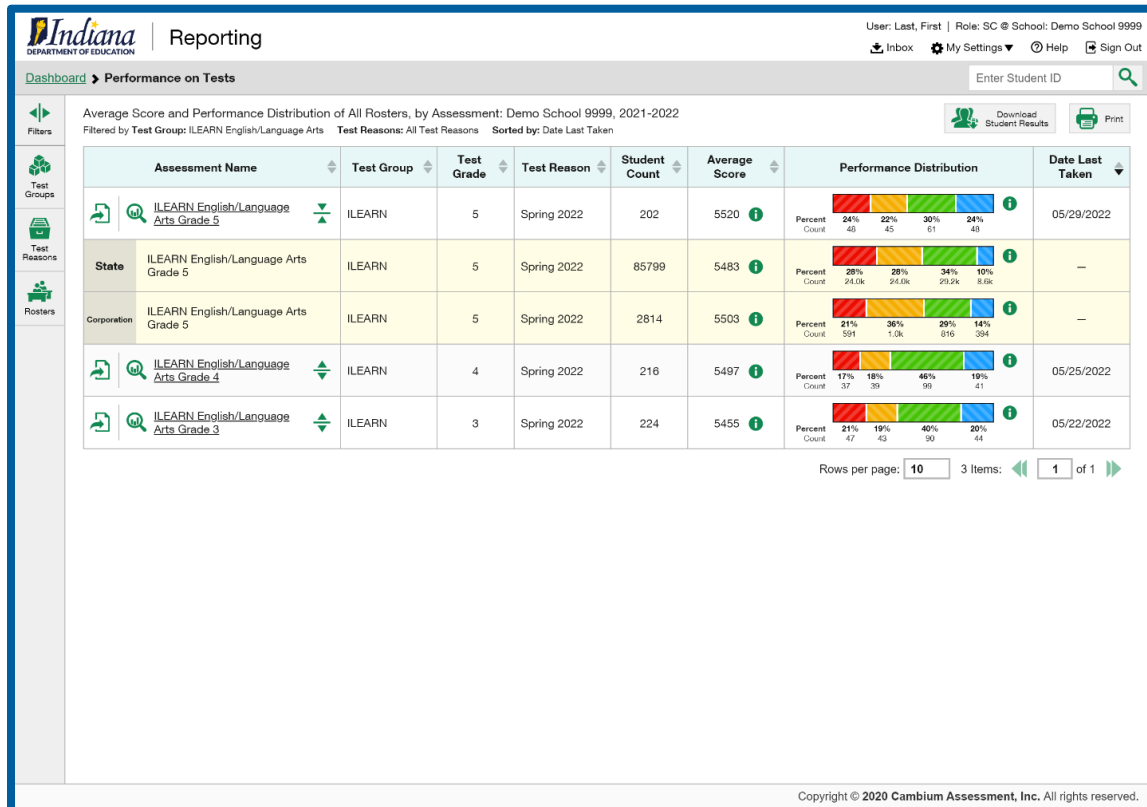 Indiana
DEPARTMENT OF EDUCATION
Reporting
User: Last, First | Role: SC @ School: Demo School 9999
Inbox My Settings▼ Help Sign Out
Dashboard ❯ Performance on Tests
Enter Student ID
Filters
Test Groups
Test Reasons
Rosters
Average Score and Performance Distribution of All Rosters, by Assessment: Demo School 9999, 2021-2022
Filtered by Test Group: ILEARN English/Language Arts Test Reasons: All Test Reasons Sorted by: Date Last Taken
Download
Student Results
Print
Assessment Name Test Group Test Grade Test Reason Student Count Average Score Performance Distribution Date Last Taken
ILEARN English/Language
Arts Grade 5
ILEARN 5 Spring 2022 202 5520
Percent 24% 22% 30% 24%
Count 48 45 61 48
05/29/2022
State
ILEARN English/Language Arts
Grade 5
ILEARN 5 Spring 2022 85799 5483
Percent 28% 28% 34% 10%
Count 24.0k 24.0k 29.2k 8.6k
—
Corporation
ILEARN English/Language Arts
Grade 5
ILEARN 5 Spring 2022 2814 5503
Percent 21% 36% 29% 14%
Count 591 1.0k 816 394
—
ILEARN English/Language
Arts Grade 4
ILEARN 4 Spring 2022 216 5497
Percent 17% 18% 46% 19%
Count 37 39 99 41
05/25/2022
ILEARN English/Language
Arts Grade 3
ILEARN 3 Spring 2022 224 5455
Percent 21% 19% 40% 20%
Count 47 43 90 44
05/22/2022
Rows per page: 10 3 Items: 1 of 1
Copyright © 2020 Cambium Assessment, Inc. All rights reserved.